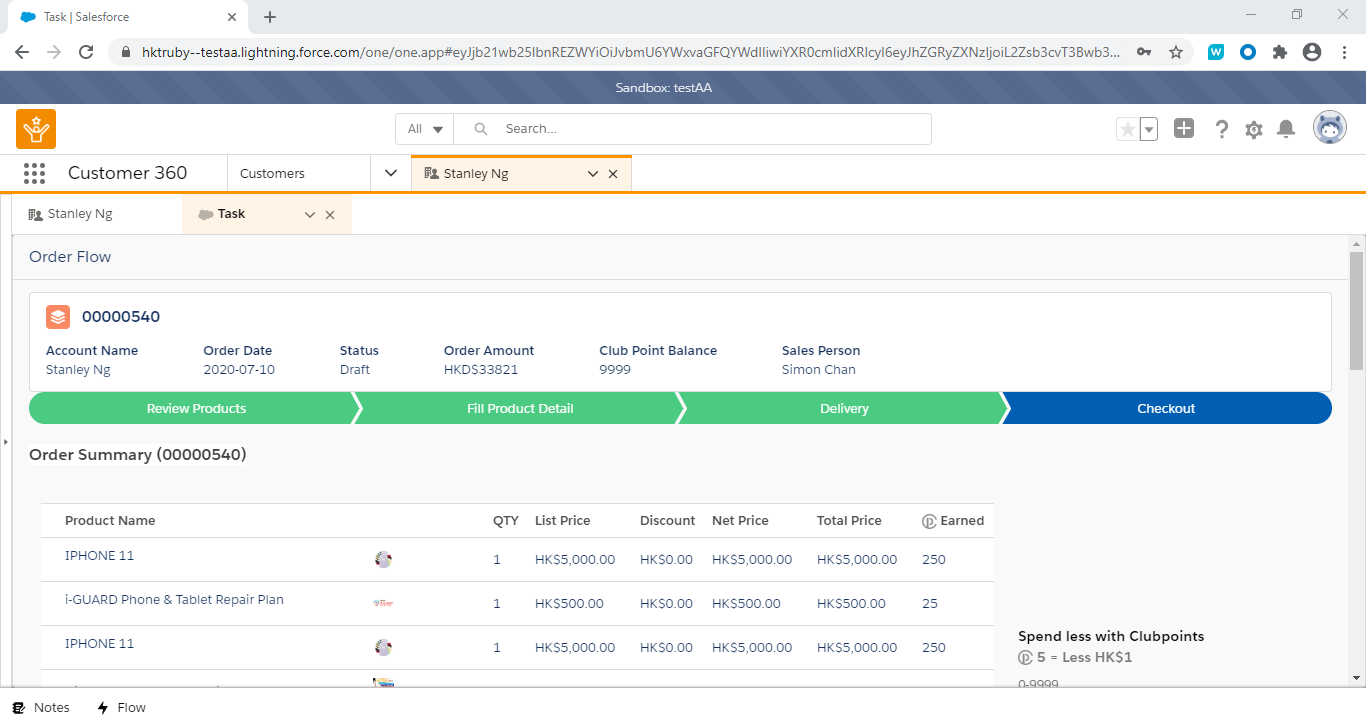 Task | Salesforce
hktruby--testaa.lightning.force.com/one/one.app#eyJjb21wb25lbnREZWYiOiJvbmU6YWxvaGFQYWdlIiwiYXR0cmlidXRlcyI6eyJhZGRyZXNzIjoiL2Zsb3cvT3Bwb3...
Sandbox: testAA
All Search...
Customer 360 Customers Stanley Ng
Stanley Ng Task
Order Flow
00000540
Account Name Order Date Status Order Amount Club Point Balance Sales Person
Stanley Ng 2020-07-10 Draft HKD$33821 9999 Simon Chan
Review Products Fill Product Detail Delivery Checkout
Order Summary (00000540)
Product Name QTY List Price Discount Net Price Total Price Earned
IPHONE 11 1 HK$5,000.00 HK$0.00 HK$5,000.00 HK$5,000.00 250
i-GUARD Phone & Tablet Repair Plan 1 HK$500.00 HK$0.00 HK$500.00 HK$500.00 25
IPHONE 11 1 HK$5,000.00 HK$0.00 HK$5,000.00 HK$5,000.00 250
Spend less with Clubpoints
5 = Less HK$1
0-9999
Notes Flow